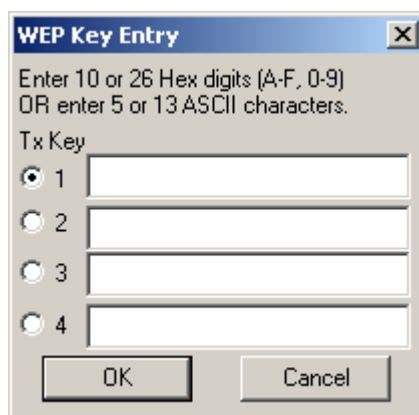 WEP Key Entry
Enter 10 or 26 Hex digits (A-F, 0-9)
OR enter 5 or 13 ASCII characters.
Tx Key
1
2
3
4
OK Cancel